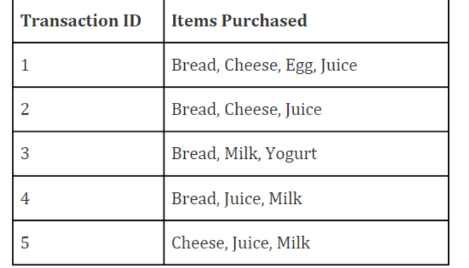 Transaction ID Items Purchased
1 Bread, Cheese, Egg, Juice
2 Bread, Cheese, Juice
3 Bread, Milk, Yogurt
4 Bread, Juice, Milk
5 Cheese, Juice, Milk